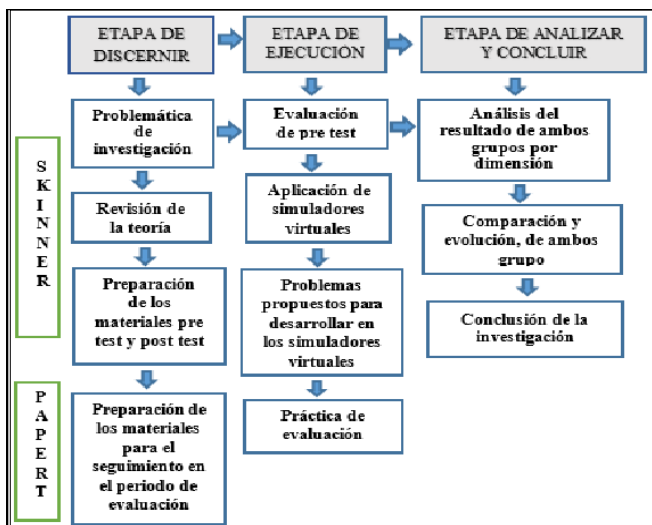 ETAPA DE
DISCERNIR
ETAPA DE
EJECUCIÓN
ETAPA DE ANALIZAR
Y CONCLUIR
SKINNER
PAPERT
Problemática
de
investigación
Revisión de
la teoría
Preparación
de los
materiales pre
test y post test
Preparación de
los materiales
para el
seguimiento en
el periodo de
evaluación
Evaluación
de pre test
Aplicación de
simuladores
virtuales
Problemas
propuestos para
desarrollar en
los simuladores
virtuales
Práctica de
evaluación
Análisis del
resultado de ambos
grupos por
dimensión
Comparación y
evolución, de ambos
grupo
Conclusión de la
investigación